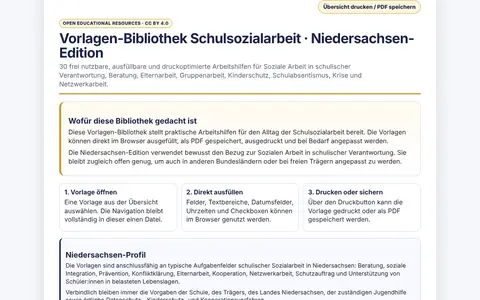 Übersicht drucken / PDF speichern
OPEN EDUCATIONAL RESOURCES · CC BY 4.0
Vorlagen-Bibliothek Schulsozialarbeit · Niedersachsen-
Edition
30 frei nutzbare, ausfüllbare und druckoptimierte Arbeitshilfen für Soziale Arbeit in schulischer
Verantwortung, Beratung, Elternarbeit, Gruppenarbeit, Kinderschutz, Schulabsentismus, Krise und
Netzwerkarbeit.
Wofür diese Bibliothek gedacht ist
Diese Vorlagen-Bibliothek stellt praktische Arbeitshilfen für den Alltag der Schulsozialarbeit bereit. Die Vorlagen
können direkt im Browser ausgefüllt, als PDF gespeichert, ausgedruckt und bei Bedarf angepasst werden.
Die Niedersachsen-Edition verwendet bewusst den Bezug zur Sozialen Arbeit in schulischer Verantwortung. Sie
bleibt zugleich offen genug, um auch in anderen Bundesländern oder bei freien Trägern angepasst zu werden.
1. Vorlage öffnen
Eine Vorlage aus der Übersicht
auswählen. Die Navigation bleibt
vollständig in dieser einen Datei.
2. Direkt ausfüllen
Felder, Textbereiche, Datumsfelder,
Uhrzeiten und Checkboxen können
im Browser genutzt werden.
3. Drucken oder sichern
Über den Druckbutton kann die
Vorlage gedruckt oder als PDF
gespeichert werden.
Niedersachsen-Profil
Die Vorlagen sind anschlussfähig an typische Aufgabenfelder schulischer Sozialarbeit des Landes in Niedersachsen: Beratung, soziale
Integration, Prävention, Konfliktklärung, Elternarbeit, Kooperation, Netzwerkarbeit, Schutzauftrag und Unterstützung von
Schüler:innen in belasteten Lebenslagen.
Verbindlich bleiben immer die Vorgaben der Schule, des Trägers, des Landes Niedersachsen, der zuständigen Jugendhilfe